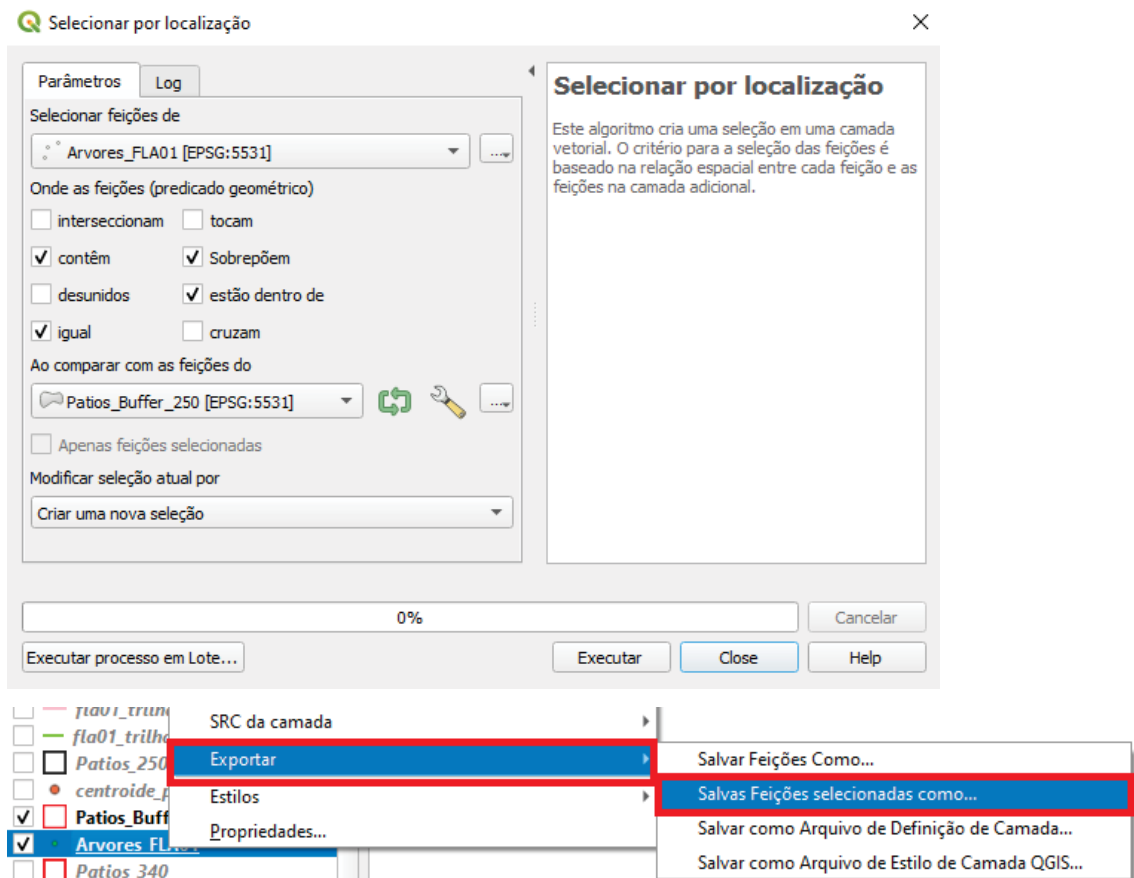 Selecionar por localização
Parâmetros
Log
Selecionar feições de
Arvores_FLA01 [EPSG:5531]
...
Onde as feições (predicado geométrico)
interseccionam
tocam
contêm
Sobrepõem
desunidos
estão dentro de
igual
cruzam
Ao comparar com as feições do
Patios_Buffer_250 [EPSG:5531]
...
Apenas feições selecionadas
Modificar seleção atual por
Criar uma nova seleção
Selecionar por localização
Este algoritmo cria uma seleção em uma camada
vetorial. O critério para a seleção das feições é
baseado na relação espacial entre cada feição e as
feições na camada adicional.
0%
Cancelar
Executar processo em Lote...
Executar
Close
Help
fla01_trilh
Patios_250
Patios_Buff
Arvores_FLA01
Patios_340
SRC da camada
Exportar
Estilos
Propriedades...
Salvar Feições Como...
Salvas Feições selecionadas como...
Salvar como Arquivo de Definição de Camada...
Salvar como Arquivo de Estilo de Camada QGIS...